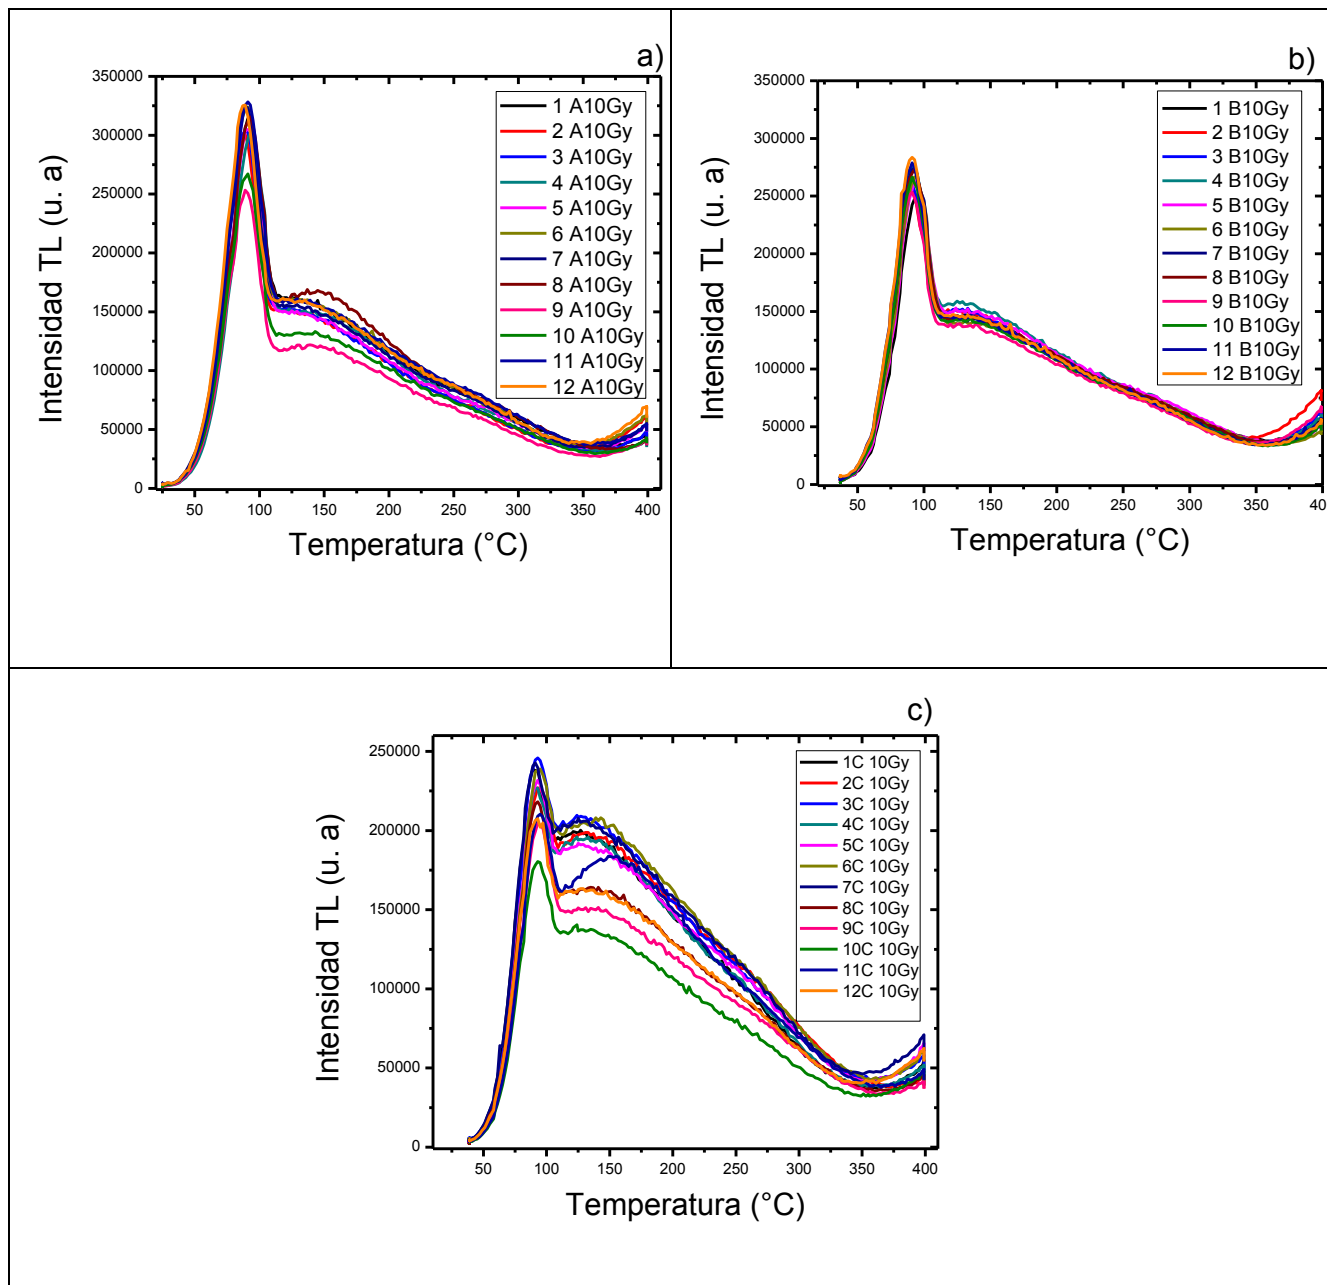 a)
350000
300000
250000
200000
150000
100000
50000
0
50 100 150 200 250 300 350 400
Intensidad TL (u. a)
Temperatura (°C)
1 A10Gy
2 A10Gy
3 A10Gy
4 A10Gy
5 A10Gy
6 A10Gy
7 A10Gy
8 A10Gy
9 A10Gy
10 A10Gy
11 A10Gy
12 A10Gy
b)
350000
300000
250000
200000
150000
100000
50000
0
50 100 150 200 250 300 350 400
Intensidad TL (u. a)
Temperatura (°C)
1 B10Gy
2 B10Gy
3 B10Gy
4 B10Gy
5 B10Gy
6 B10Gy
7 B10Gy
8 B10Gy
9 B10Gy
10 B10Gy
11 B10Gy
12 B10Gy
c)
250000
200000
150000
100000
50000
0
50 100 150 200 250 300 350 400
Intensidad TL (u. a)
Temperatura (°C)
1C 10Gy
2C 10Gy
3C 10Gy
4C 10Gy
5C 10Gy
6C 10Gy
7C 10Gy
8C 10Gy
9C 10Gy
10C 10Gy
11C 10Gy
12C 10Gy